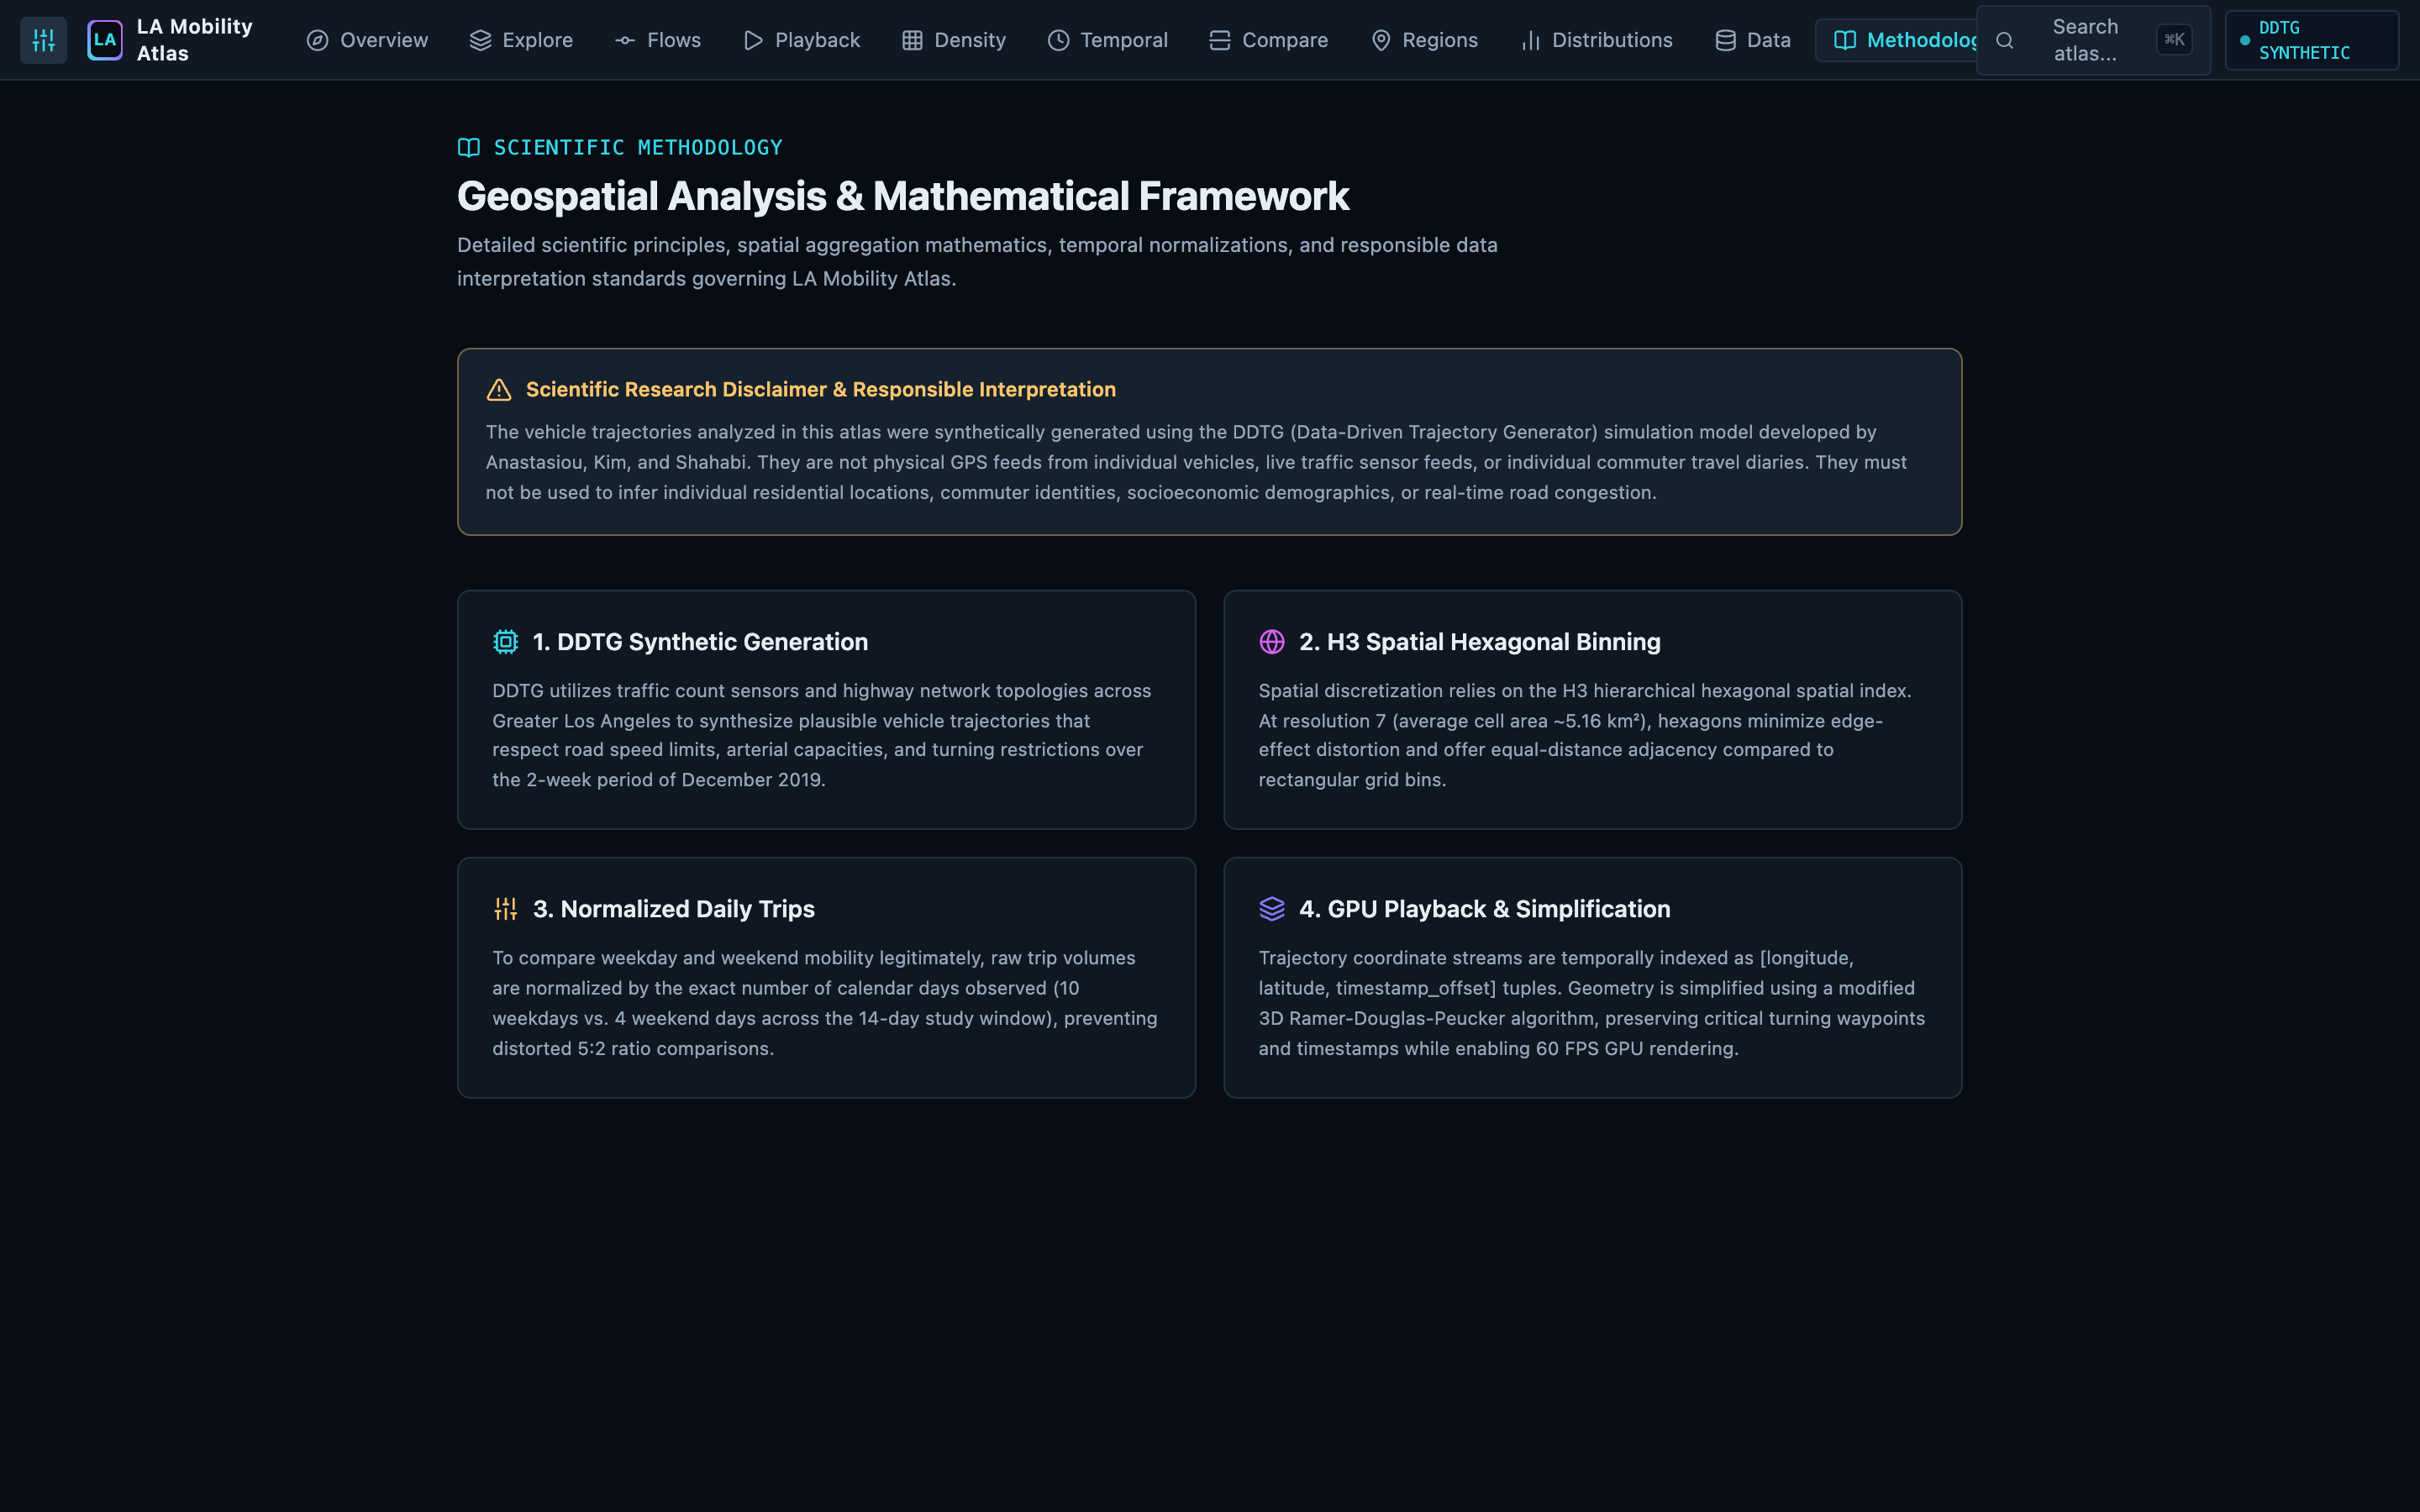 LA
LA Mobility
Atlas
Overview
Explore
Flows
Playback
Density
Temporal
Compare
Regions
Distributions
Data
Methodolog
Search
atlas...
⌘K
DDTG
SYNTHETIC
SCIENTIFIC METHODOLOGY
Geospatial Analysis & Mathematical Framework
Detailed scientific principles, spatial aggregation mathematics, temporal normalizations, and responsible data
interpretation standards governing LA Mobility Atlas.
Scientific Research Disclaimer & Responsible Interpretation
The vehicle trajectories analyzed in this atlas were synthetically generated using the DDTG (Data-Driven Trajectory Generator) simulation model developed by
Anastasiou, Kim, and Shahabi. They are not physical GPS feeds from individual vehicles, live traffic sensor feeds, or individual commuter travel diaries. They must
not be used to infer individual residential locations, commuter identities, socioeconomic demographics, or real-time road congestion.
1. DDTG Synthetic Generation
DDTG utilizes traffic count sensors and highway network topologies across
Greater Los Angeles to synthesize plausible vehicle trajectories that
respect road speed limits, arterial capacities, and turning restrictions over
the 2-week period of December 2019.
2. H3 Spatial Hexagonal Binning
Spatial discretization relies on the H3 hierarchical hexagonal spatial index.
At resolution 7 (average cell area ~5.16 km²), hexagons minimize edge-
effect distortion and offer equal-distance adjacency compared to
rectangular grid bins.
3. Normalized Daily Trips
To compare weekday and weekend mobility legitimately, raw trip volumes
are normalized by the exact number of calendar days observed (10
weekdays vs. 4 weekend days across the 14-day study window), preventing
distorted 5:2 ratio comparisons.
4. GPU Playback & Simplification
Trajectory coordinate streams are temporally indexed as [longitude,
latitude, timestamp_offset] tuples. Geometry is simplified using a modified
3D Ramer-Douglas-Peucker algorithm, preserving critical turning waypoints
and timestamps while enabling 60 FPS GPU rendering.